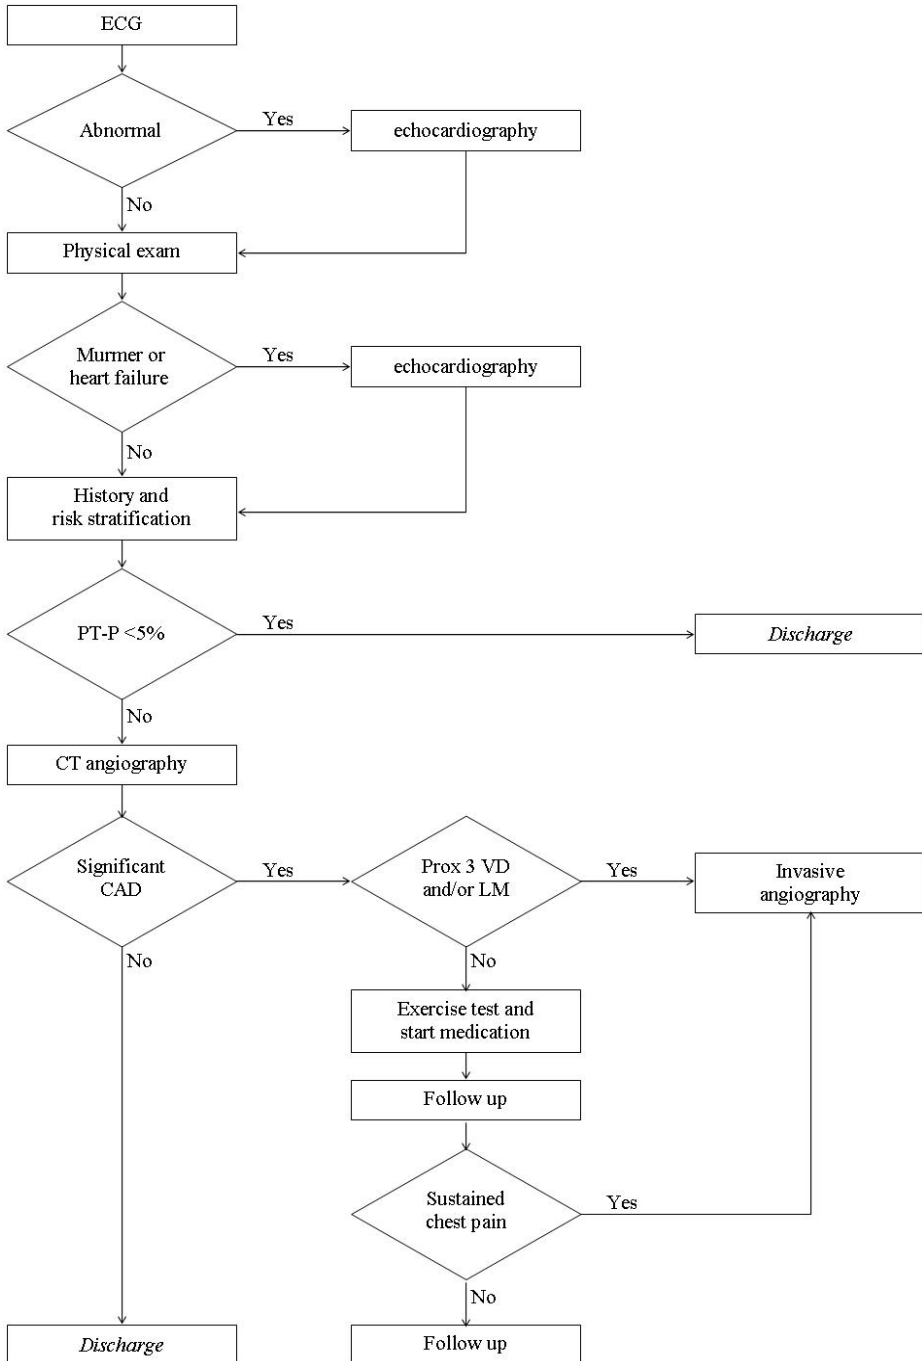 ECG
Abnormal
Yes
echocardiography
No
Physical exam
Murmer or
heart failure
Yes
echocardiography
No
History and
risk stratification
PT-P <5%
Yes
Discharge
No
CT angiography
Significant
CAD
Yes
Prox 3 VD
and/or LM
Yes
Invasive
angiography
No
No
Exercise test and
start medication
Follow up
Sustained
chest pain
Yes
No
Discharge
Follow up